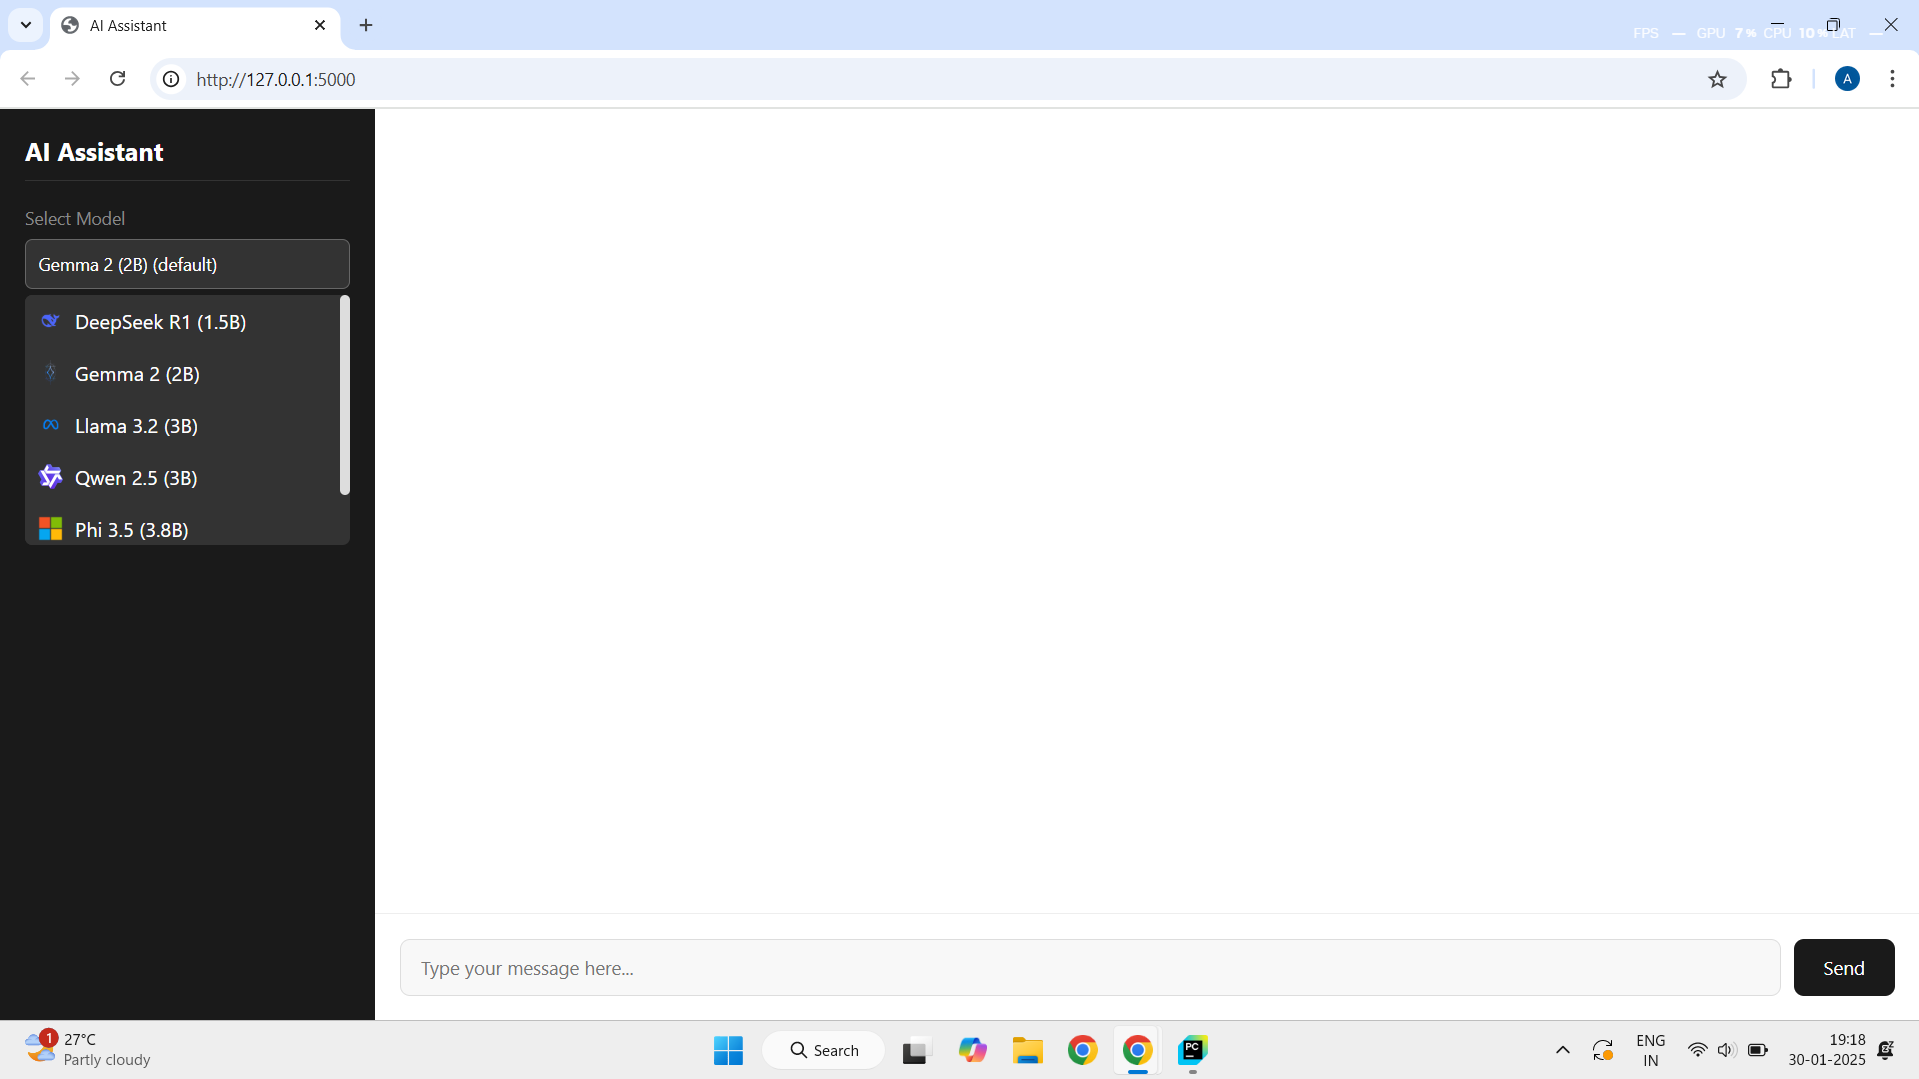 AI Assistant
FPS — GPU 7% CPU 10% LAT —
http://127.0.0.1:5000
A
AI Assistant
Select Model
Gemma 2 (2B) (default)
DeepSeek R1 (1.5B)
Gemma 2 (2B)
Llama 3.2 (3B)
Qwen 2.5 (3B)
Phi 3.5 (3.8B)
Type your message here...
Send
1
27°C
Partly cloudy
Search
PC
ENG
IN
19:18
30-01-2025